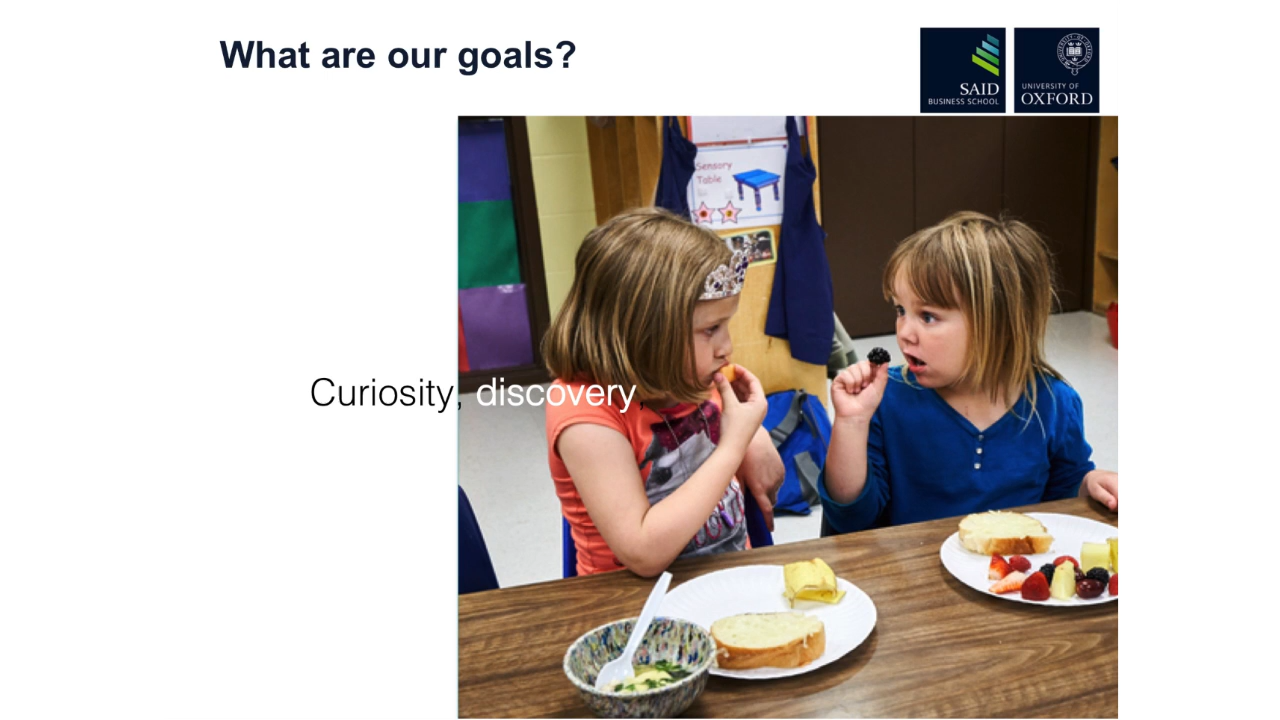 What are our goals?
SAID
BUSINESS SCHOOL
UNIVERSITY OF
OXFORD
Sensory
Table
Curiosity, discovery,